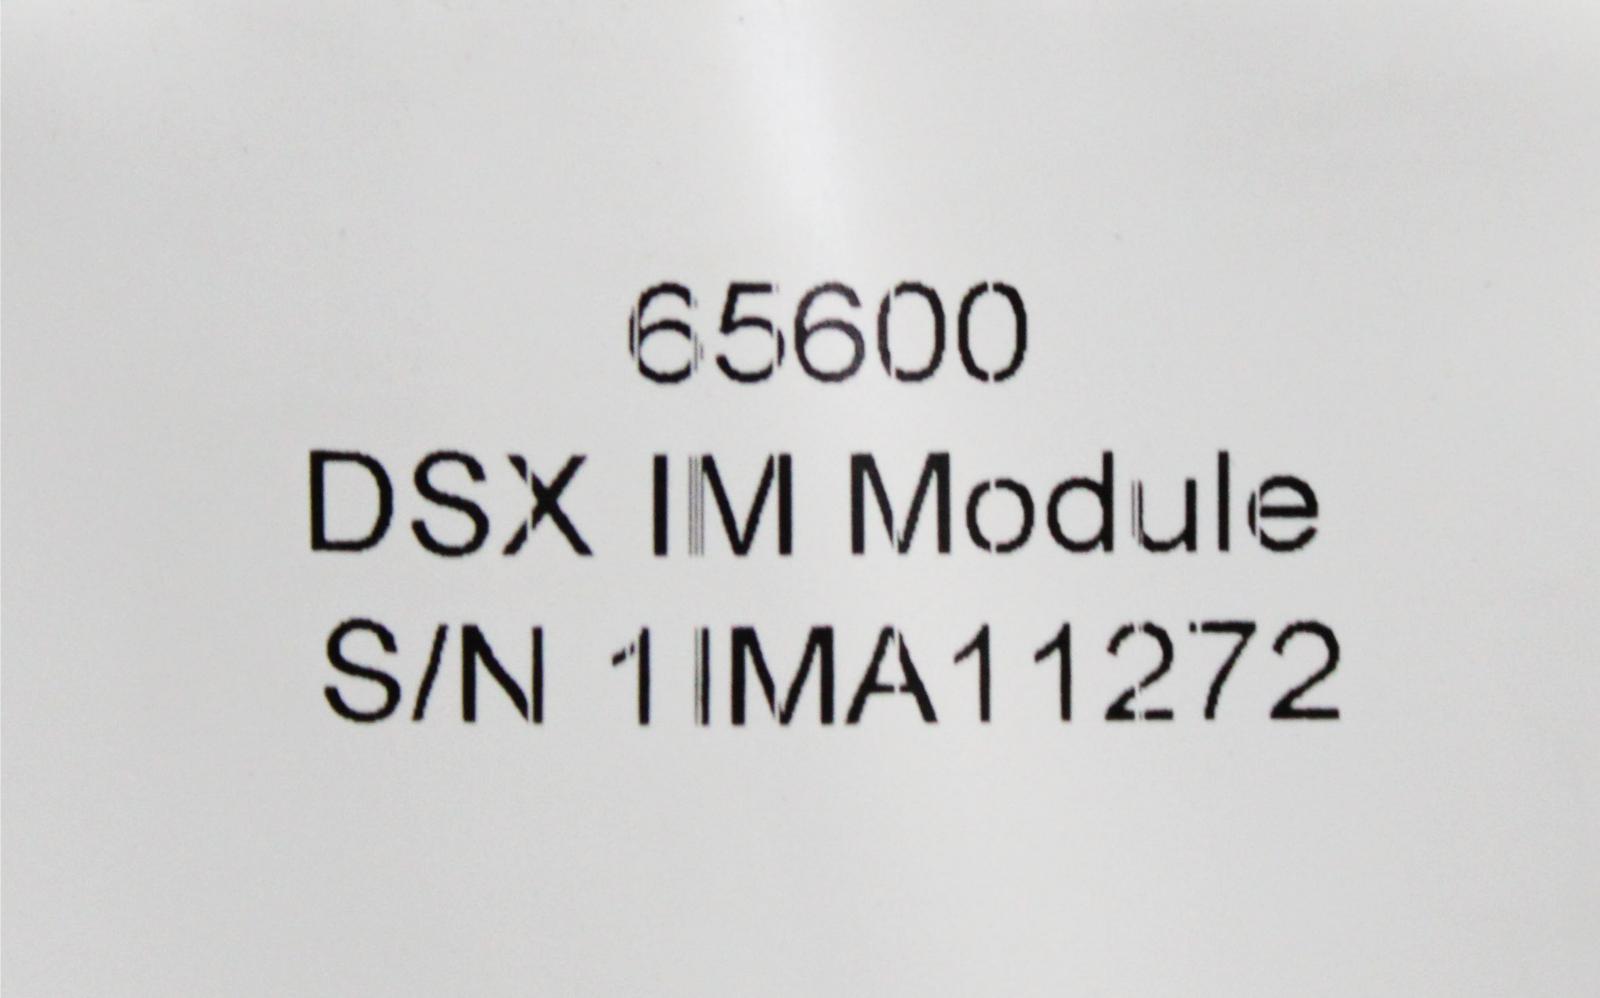 65600
DSX IM Module
S/N 1IMA11272